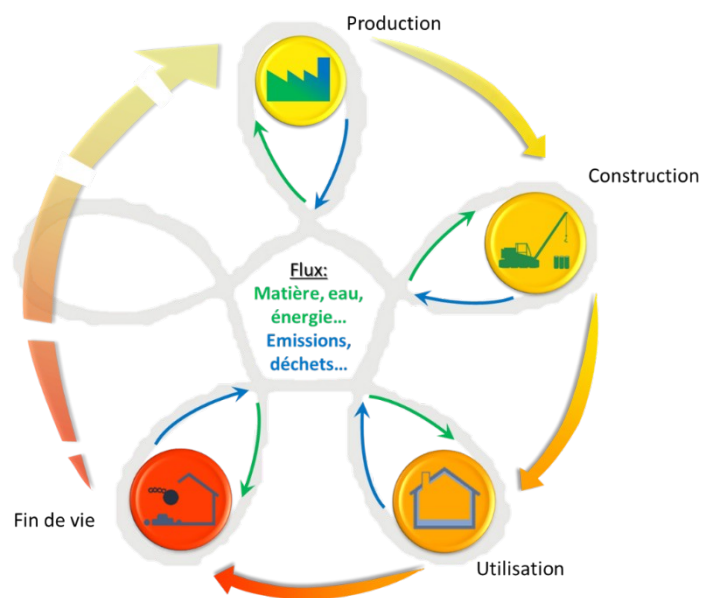 Production
Construction
Flux:
Matière, eau,
énergie...
Emissions,
déchets...
Fin de vie
Utilisation